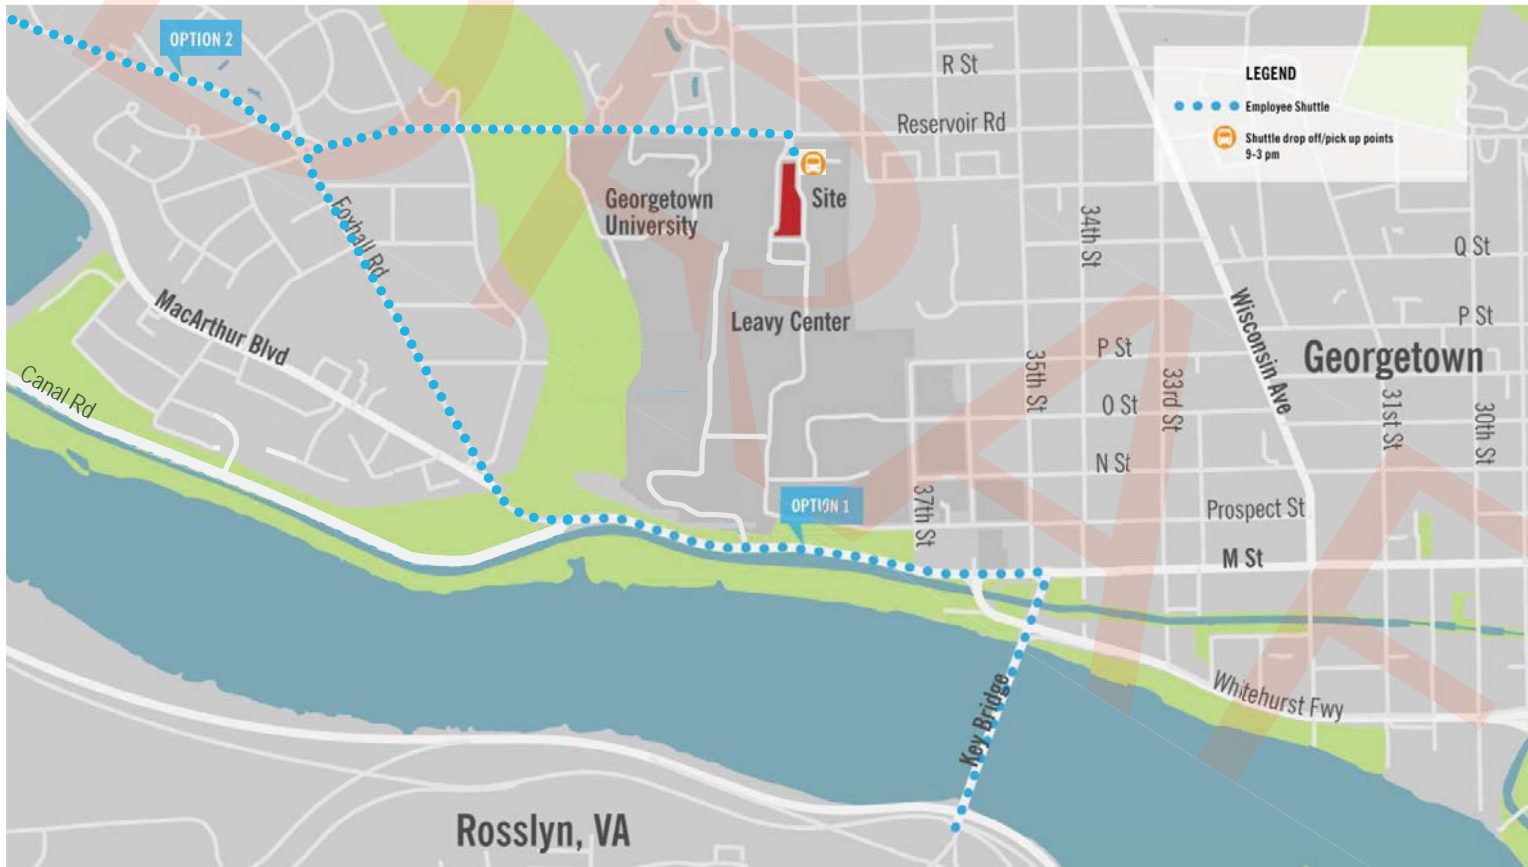 OPTION 2
R St
LEGEND
Employee Shuttle
Shuttle drop off/pick up points
9-3 pm
Reservoir Rd
Georgetown
University
Site
Foxhall Rd
34th St
Q St
MacArthur Blvd
Leavy Center
Wisconsin Ave
P St
P St
Georgetown
Canal Rd
35th St
O St
33rd St
31st St
30th St
N St
OPTION 1
37th St
Prospect St
M St
Key Bridge
Whitehurst Fwy
Rosslyn, VA
DRAFT